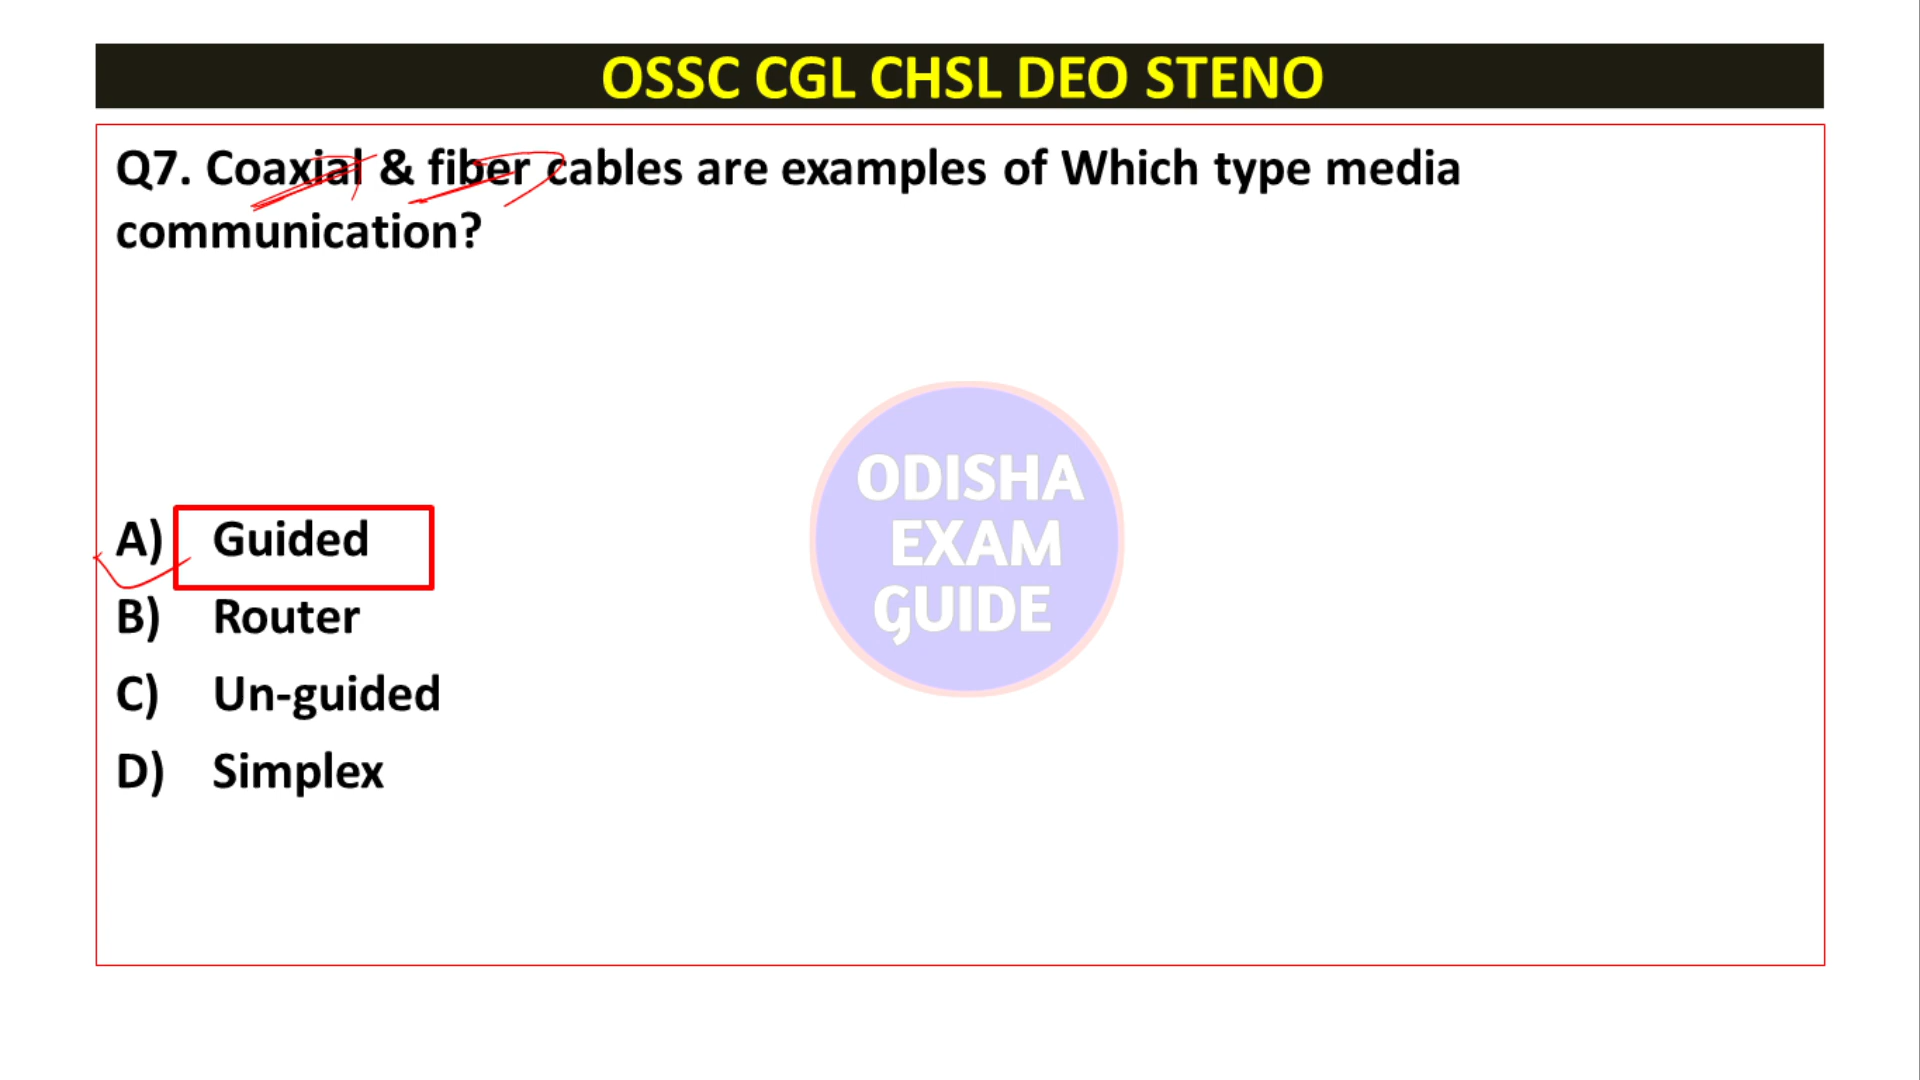 OSSC CGL CHSL DEO STENO
Q7. Coaxial & fiber cables are examples of Which type media
communication?
ODISHA
EXAM
GUIDE
A) Guided
B) Router
C) Un-guided
D) Simplex